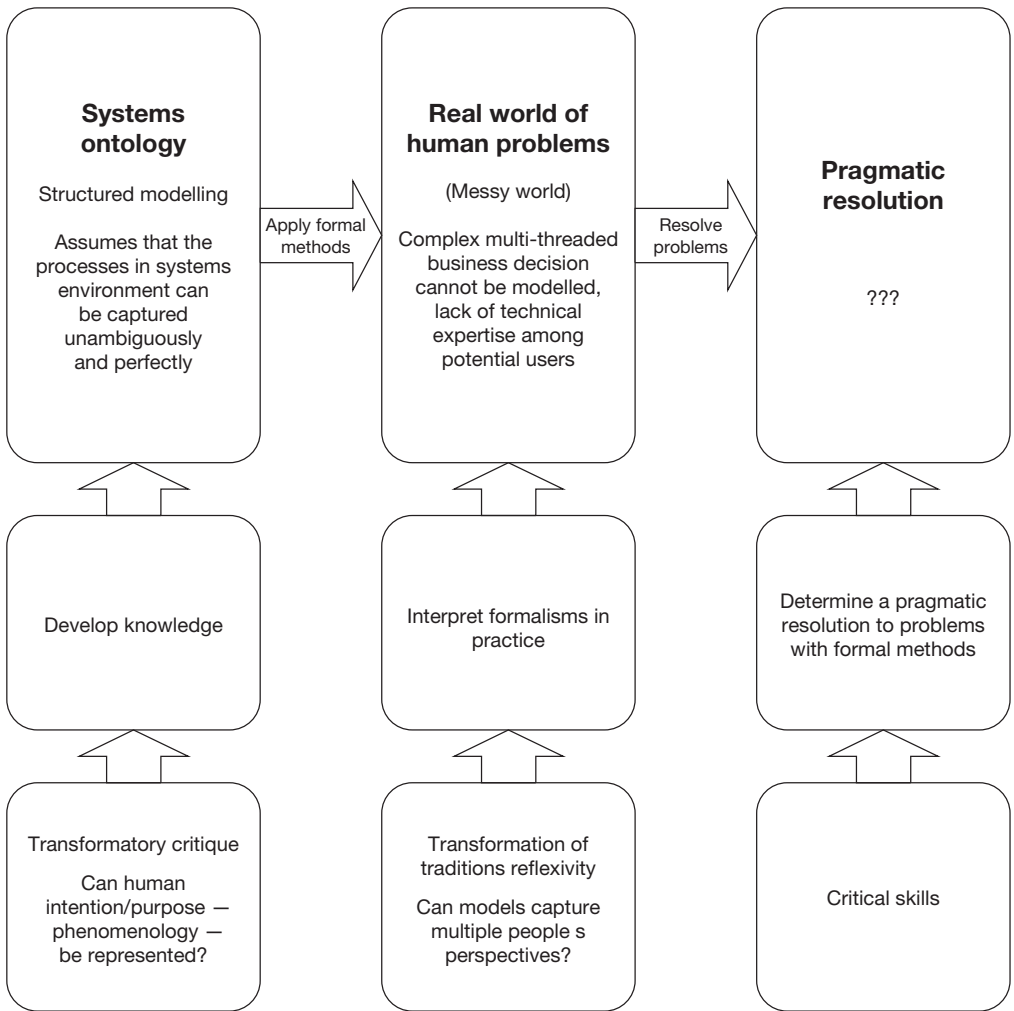 Systems
ontology
Structured modelling
Assumes that the
processes in systems
environment can
be captured
unambiguously
and perfectly
Apply formal
methods
Real world of
human problems
(Messy world)
Complex multi-threaded
business decision
cannot be modelled,
lack of technical
expertise among
potential users
Resolve
problems
Pragmatic
resolution
???
Develop knowledge
Interpret formalisms in
practice
Determine a pragmatic
resolution to problems
with formal methods
Transformatory critique
Can human
intention/purpose —
phenomenology —
be represented?
Transformation of
traditions reflexivity
Can models capture
multiple people s
perspectives?
Critical skills